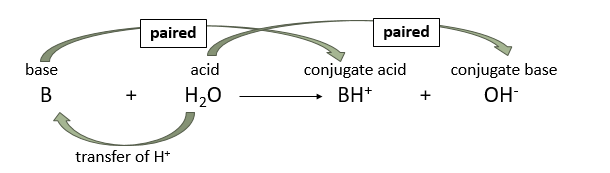 paired paired
base acid conjugate acid conjugate base
B + H₂O ⟶ BH⁺ + OH⁻
transfer of H⁺